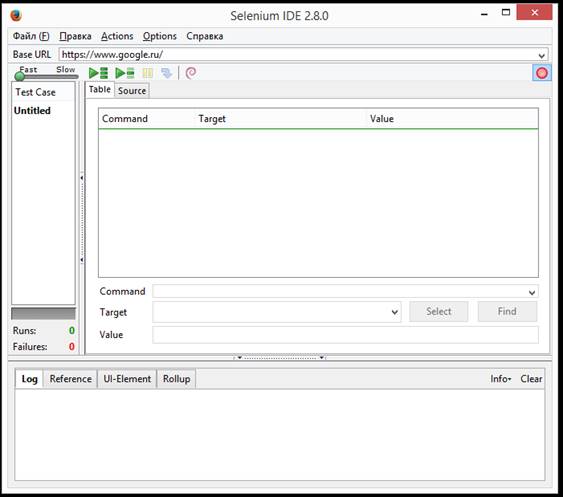 Selenium IDE 2.8.0
Файл (F) Правка Actions Options Справка
Base URL https://www.google.ru/
Fast Slow
Test Case
Untitled
Table Source
Command Target Value
Command
Target Select Find
Value
Runs: 0
Failures: 0
Log Reference UI-Element Rollup Info Clear